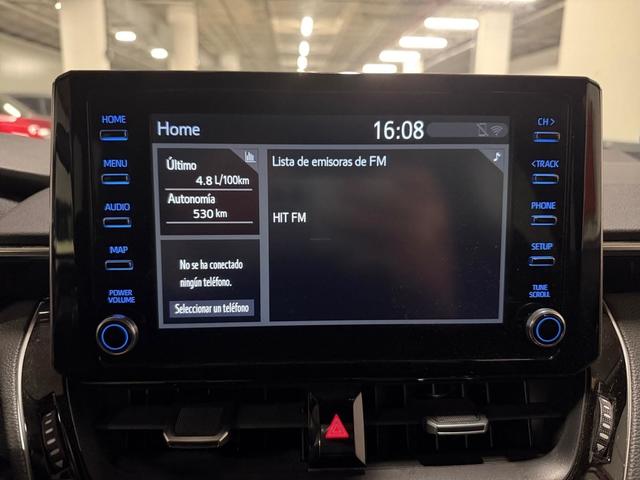 HOME
MENU
AUDIO
MAP
POWER
VOLUME
Home
16:08
Último
4.8 L/100km
Autonomía
530 km
No se ha conectado
ningún teléfono.
Seleccionar un teléfono
Lista de emisoras de FM
HIT FM
CH >
< TRACK
PHONE
SETUP
TUNE
SCROLL